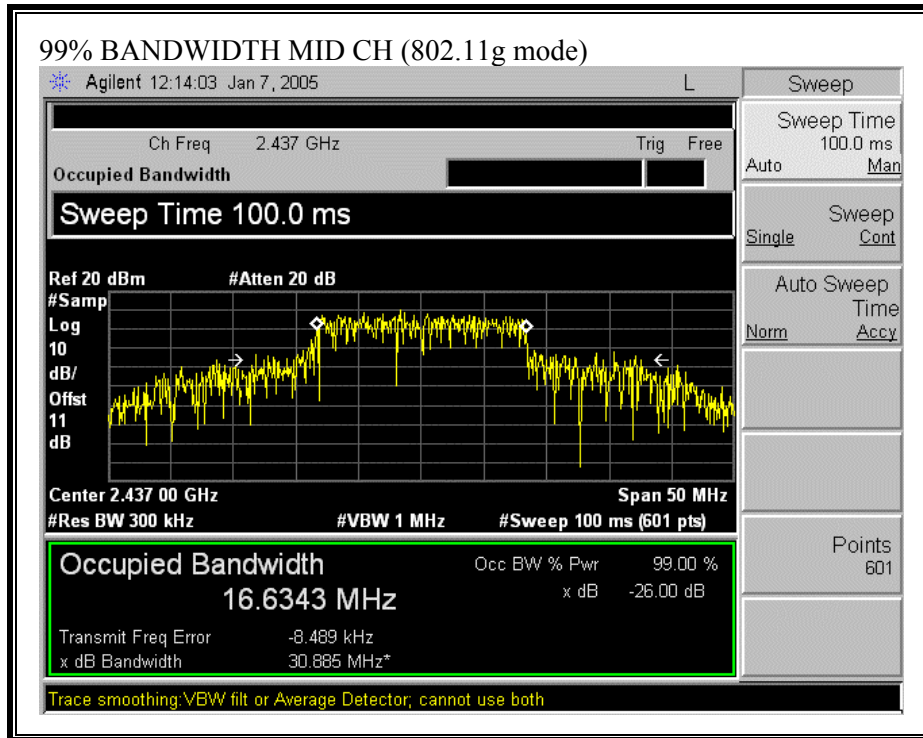 99% BANDWIDTH MID CH (802.11g mode)
Agilent 12:14:03 Jan 7, 2005 L
Sweep
Ch Freq 2.437 GHz Trig Free
Occupied Bandwidth
Sweep Time 100.0 ms
Ref 20 dBm #Atten 20 dB
#Samp
Log
10
dB/
Offst
11
dB
Center 2.437 00 GHz Span 50 MHz
#Res BW 300 kHz #VBW 1 MHz #Sweep 100 ms (601 pts)
Occupied Bandwidth Occ BW % Pwr 99.00 %
16.6343 MHz x dB -26.00 dB
Transmit Freq Error -8.489 kHz
x dB Bandwidth 30.885 MHz*
Trace smoothing:VBW filt or Average Detector; cannot use both
Sweep Time
100.0 ms
Auto Man
Sweep
Single Cont
Auto Sweep
Time
Norm Accy
Points
601